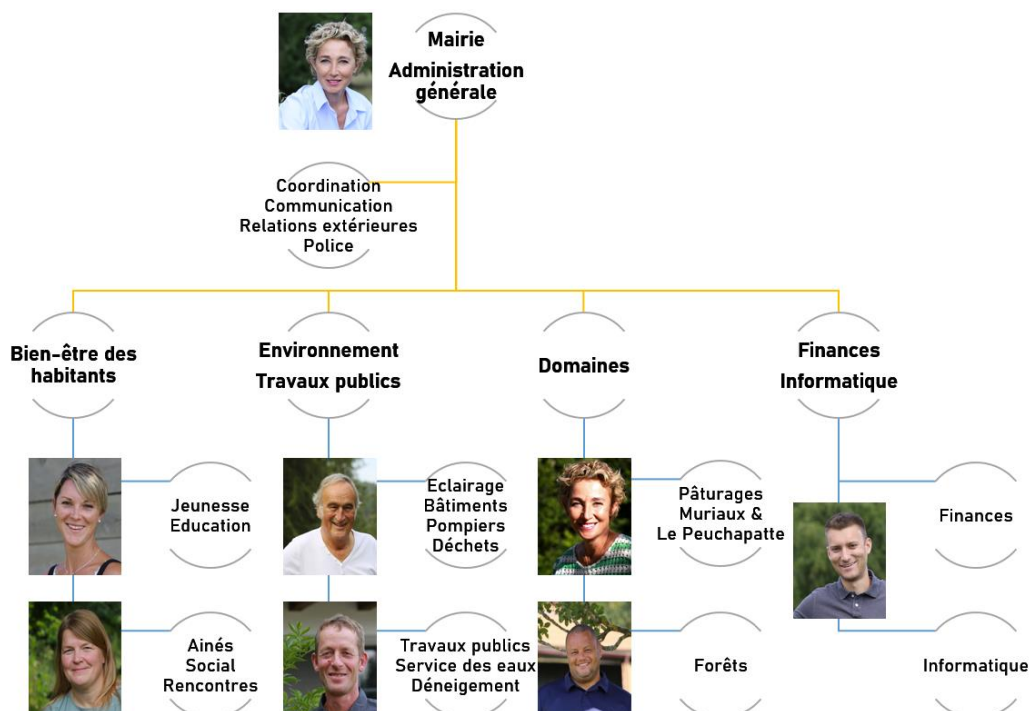 Mairie
Administration
générale
Coordination
Communication
Relations extérieures
Police
Bien-être des
habitants
Environnement
Travaux publics
Domaines
Finances
Informatique
Jeunesse
Education
Eclairage
Bâtiments
Pompiers
Déchets
Pâturages
Muriaux &
Le Peuchapatte
Finances
Ainés
Social
Rencontres
Travaux publics
Service des eaux
Déneigement
Forêts
Informatique